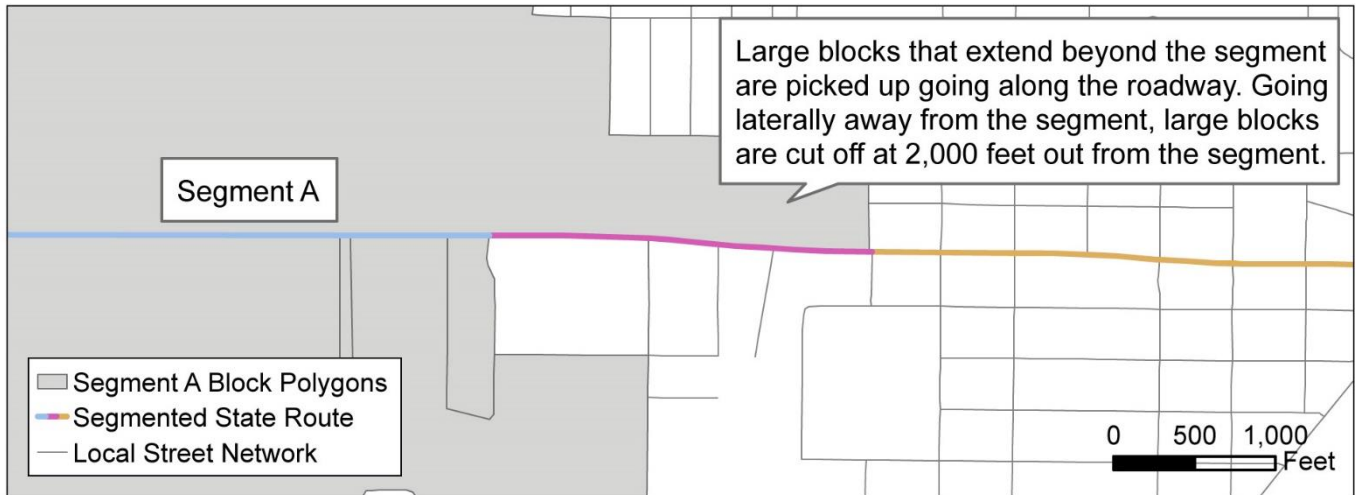 Large blocks that extend beyond the segment
are picked up going along the roadway. Going
laterally away from the segment, large blocks
are cut off at 2,000 feet out from the segment.
Segment A
Segment A Block Polygons
Segmented State Route
Local Street Network
0 500 1,000
Feet